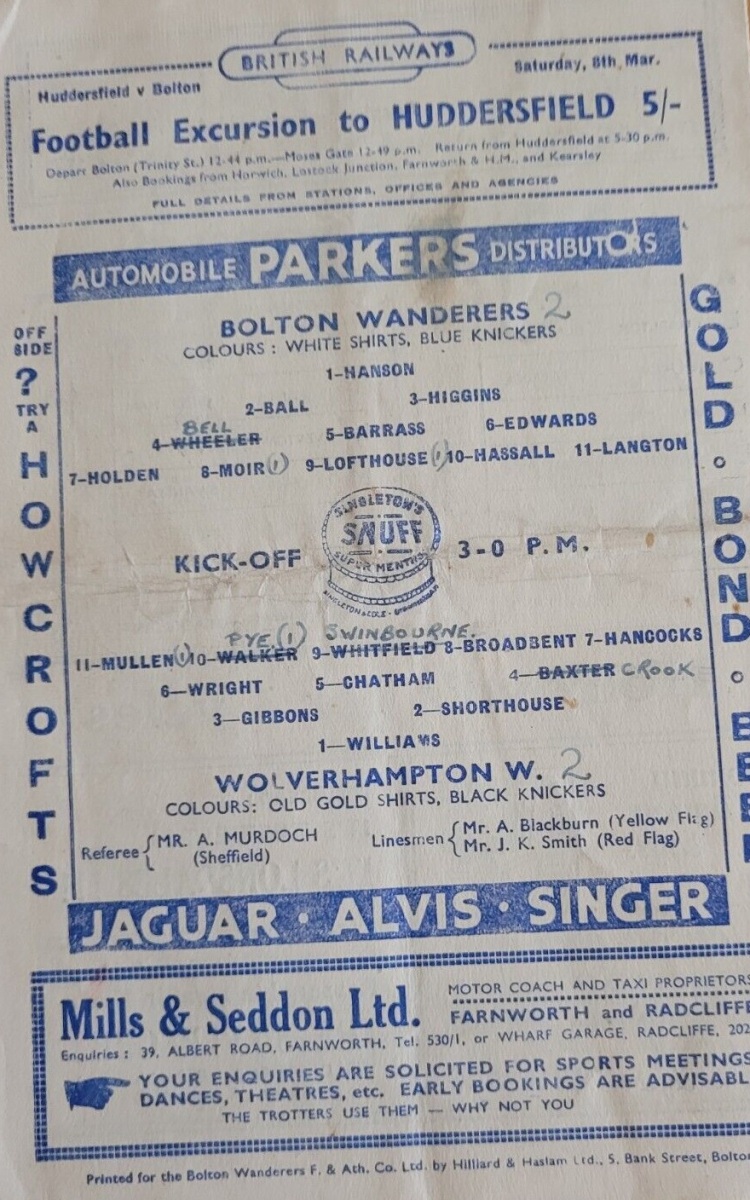 BRITISH RAILWAYS
Huddersfield v Bolton Saturday, 8th Mar.
Football Excursion to HUDDERSFIELD 5/-
Depart Bolton (Trinity St.) 12-44 p.m.—Moses Gate 12-49 p.m. Return from Huddersfield at 5-30 p.m.
Also Bookings from Horwich, Lostock Junction, Farnworth & H.M., and Kearsley
FULL DETAILS FROM STATIONS, OFFICES AND AGENCIES
AUTOMOBILE PARKERS DISTRIBUTORS
OFF
SIDE
?
TRY
A
HOWCROFTS
BOLTON WANDERERS 2
COLOURS : WHITE SHIRTS, BLUE KNICKERS
1-HANSON
2-BALL 3-HIGGINS
BELL
4-WHEELER 5-BARRASS 6-EDWARDS
7-HOLDEN 8-MOIR (1) 9-LOFTHOUSE (1) 10-HASSALL 11-LANGTON
SINGLETON'S
SNUFF
SUPER MENTHOL
KICK-OFF 3-0 P.M.
PYE (1) SWINBOURNE.
11-MULLEN (1) 10-WALKER 9-WHITFIELD 8-BROADBENT 7-HANCOCKS
6—WRIGHT 5—CHATHAM 4—BAXTER CROOK
3—GIBBONS 2—SHORTHOUSE
1—WILLIAMS
WOLVERHAMPTON W. 2
COLOURS: OLD GOLD SHIRTS, BLACK KNICKERS
Referee { MR. A. MURDOCH
(Sheffield)
Linesmen { Mr. A. Blackburn (Yellow Flag)
Mr. J. K. Smith (Red Flag)
GOLD • BOND •
JAGUAR • ALVIS • SINGER
Mills & Seddon Ltd.
MOTOR COACH AND TAXI PROPRIETORS
FARNWORTH and RADCLIFFE
Enquiries : 39, ALBERT ROAD, FARNWORTH, Tel. 530/1, or WHARF GARAGE, RADCLIFFE, 202
YOUR ENQUIRIES ARE SOLICITED FOR SPORTS MEETINGS
DANCES, THEATRES, etc. EARLY BOOKINGS ARE ADVISABL
THE TROTTERS USE THEM — WHY NOT YOU
Printed for the Bolton Wanderers F. & Ath. Co. Ltd. by Hilliard & Haslam Ltd., 5, Bank Street, Bolton